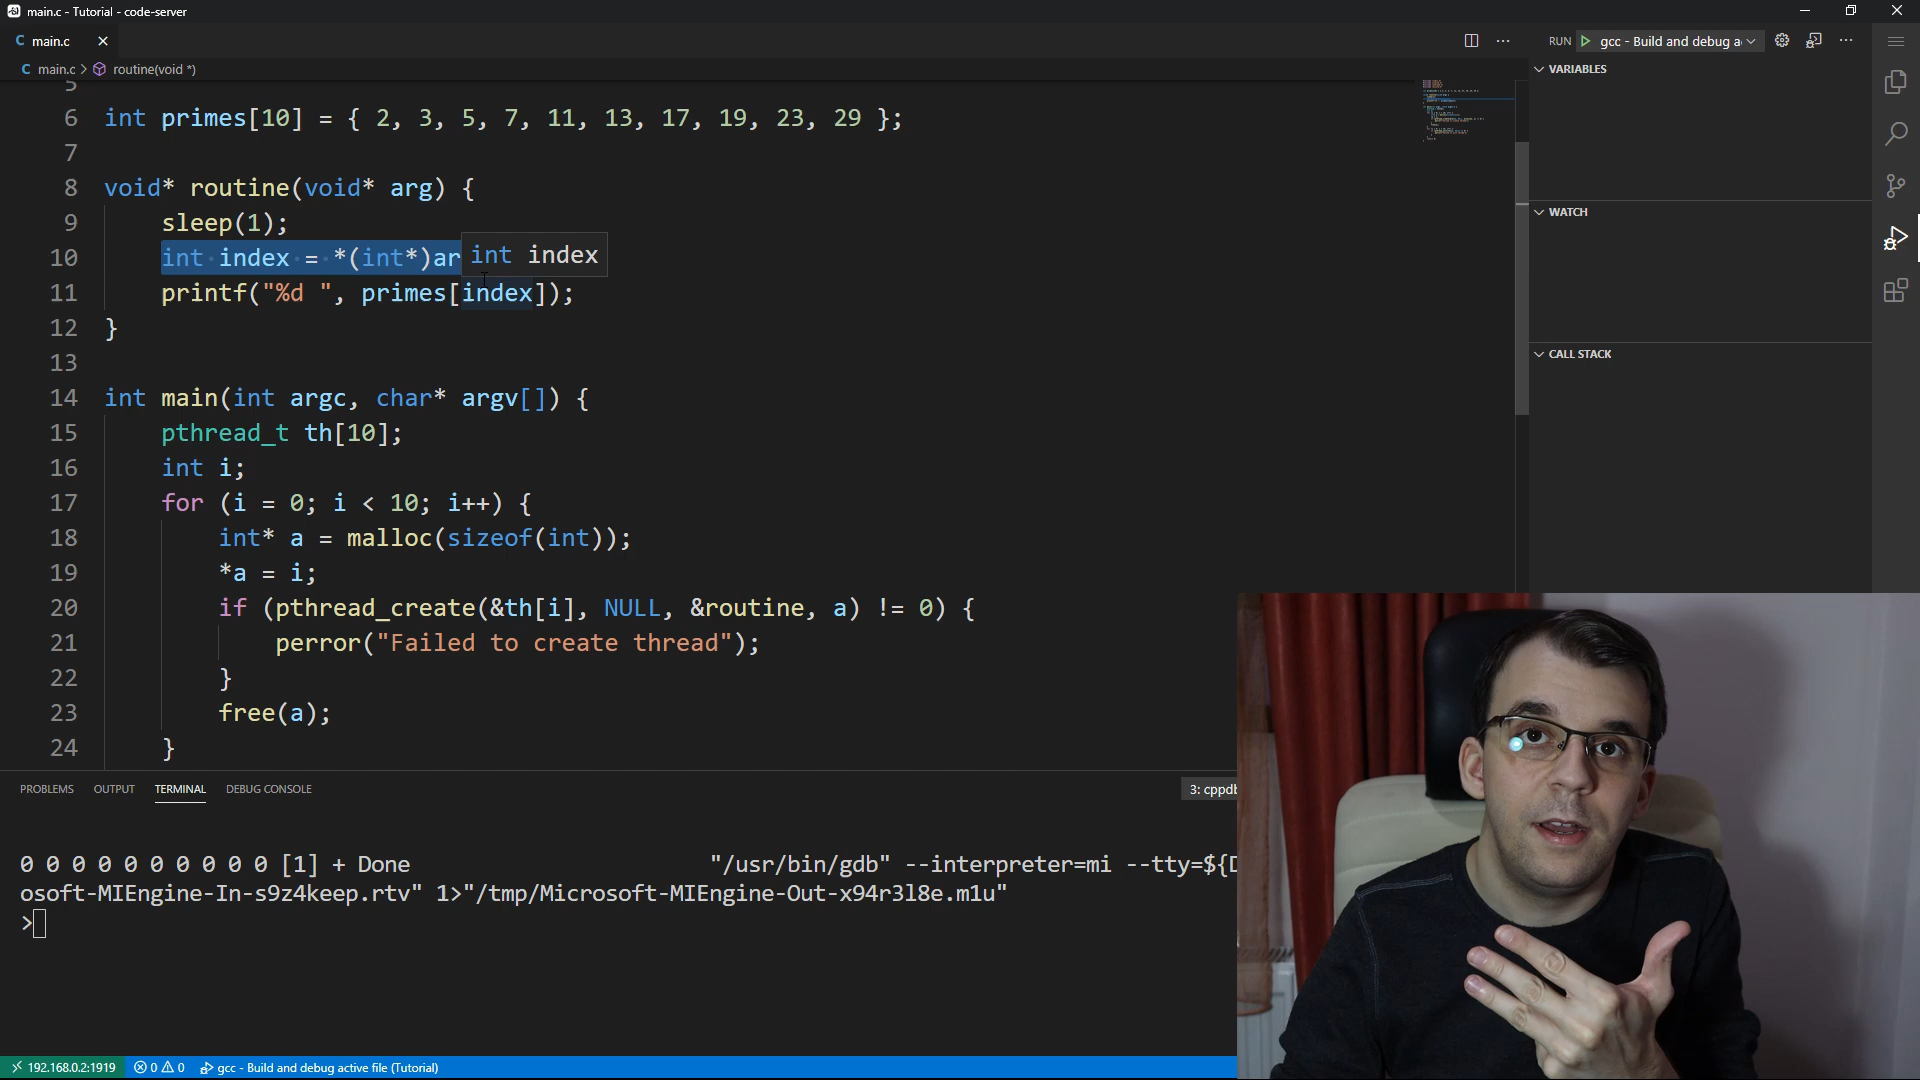 main.c - Tutorial - code-server
C main.c
RUN gcc - Build and debug a
C main.c > routine(void *)
VARIABLES
5
6 int primes[10] = { 2, 3, 5, 7, 11, 13, 17, 19, 23, 29 };
7
8 void* routine(void* arg) {
9 sleep(1);
10 int index = *(int*)ar
int index
11 printf("%d ", primes[index]);
12 }
13
14 int main(int argc, char* argv[]) {
15 pthread_t th[10];
16 int i;
17 for (i = 0; i < 10; i++) {
18 int* a = malloc(sizeof(int));
19 *a = i;
20 if (pthread_create(&th[i], NULL, &routine, a) != 0) {
21 perror("Failed to create thread");
22 }
23 free(a);
24 }
WATCH
CALL STACK
PROBLEMS OUTPUT TERMINAL DEBUG CONSOLE 3: cppdb
0 0 0 0 0 0 0 0 0 0 [1] + Done "/usr/bin/gdb" --interpreter=mi --tty=${D
osoft-MIEngine-In-s9z4keep.rtv" 1>"/tmp/Microsoft-MIEngine-Out-x94r3l8e.m1u"
>
192.168.0.2:1919 0 0 gcc - Build and debug active file (Tutorial)